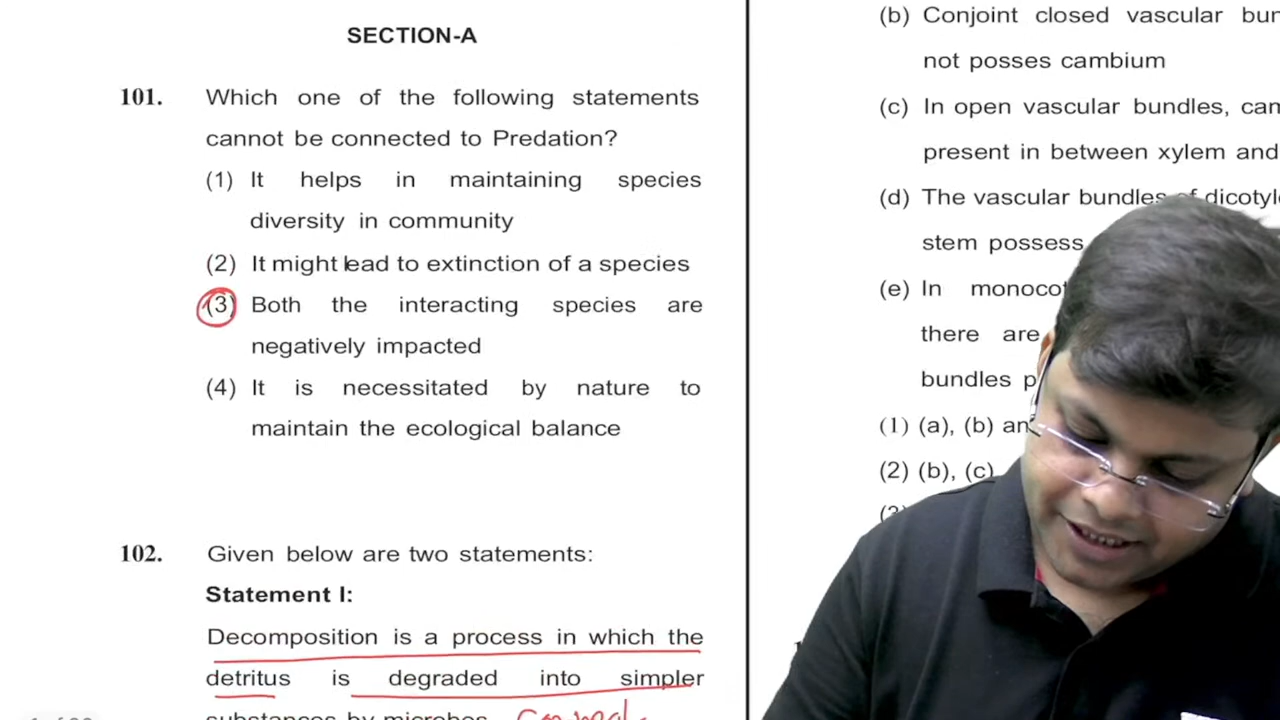 SECTION-A
101. Which one of the following statements
cannot be connected to Predation?
(1) It helps in maintaining species
diversity in community
(2) It might lead to extinction of a species
(3) Both the interacting species are
negatively impacted
(4) It is necessitated by nature to
maintain the ecological balance
102. Given below are two statements:
Statement I:
Decomposition is a process in which the
detritus is degraded into simpler
substances by microbes.
(b) Conjoint closed vascular
not posses cambium
(c) In open vascular bundles,
present in between xylem and
(d) The vascular bundles of
stem possess
(e) In
there are
bundles
(1) (a), (b)
(2) (b), (c)